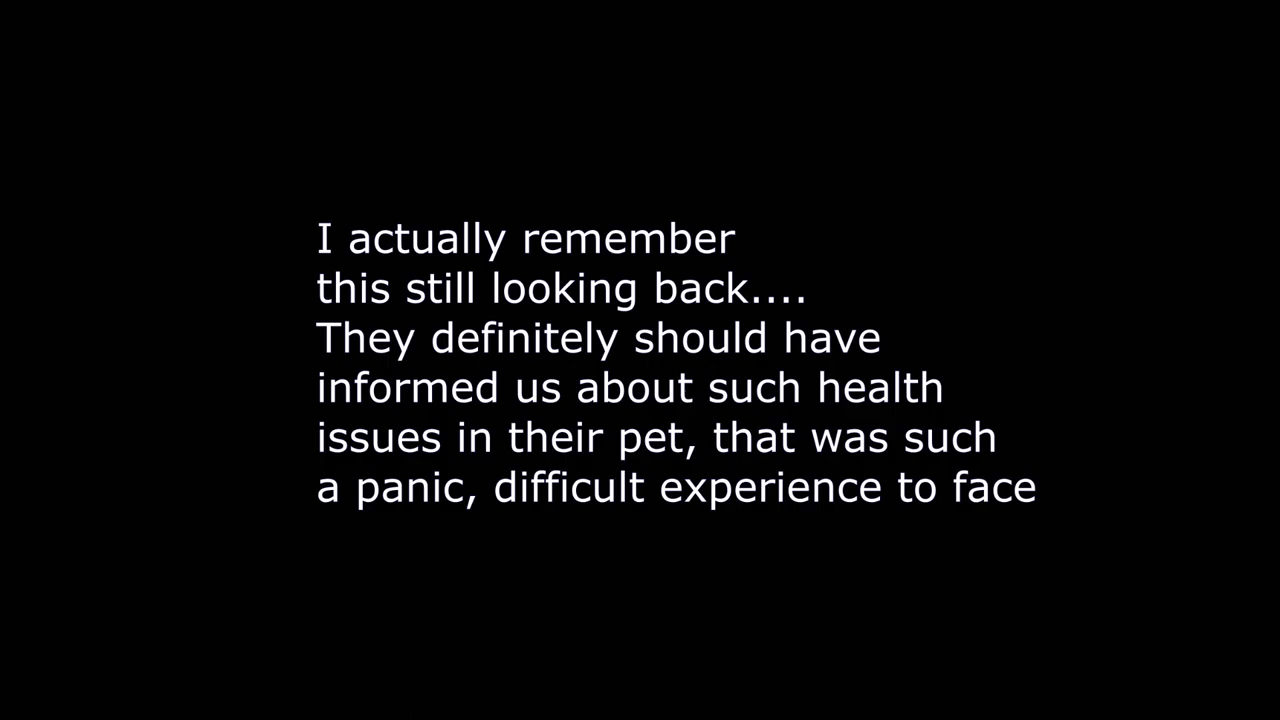 I actually remember
this still looking back....
They definitely should have
informed us about such health
issues in their pet, that was such
a panic, difficult experience to face